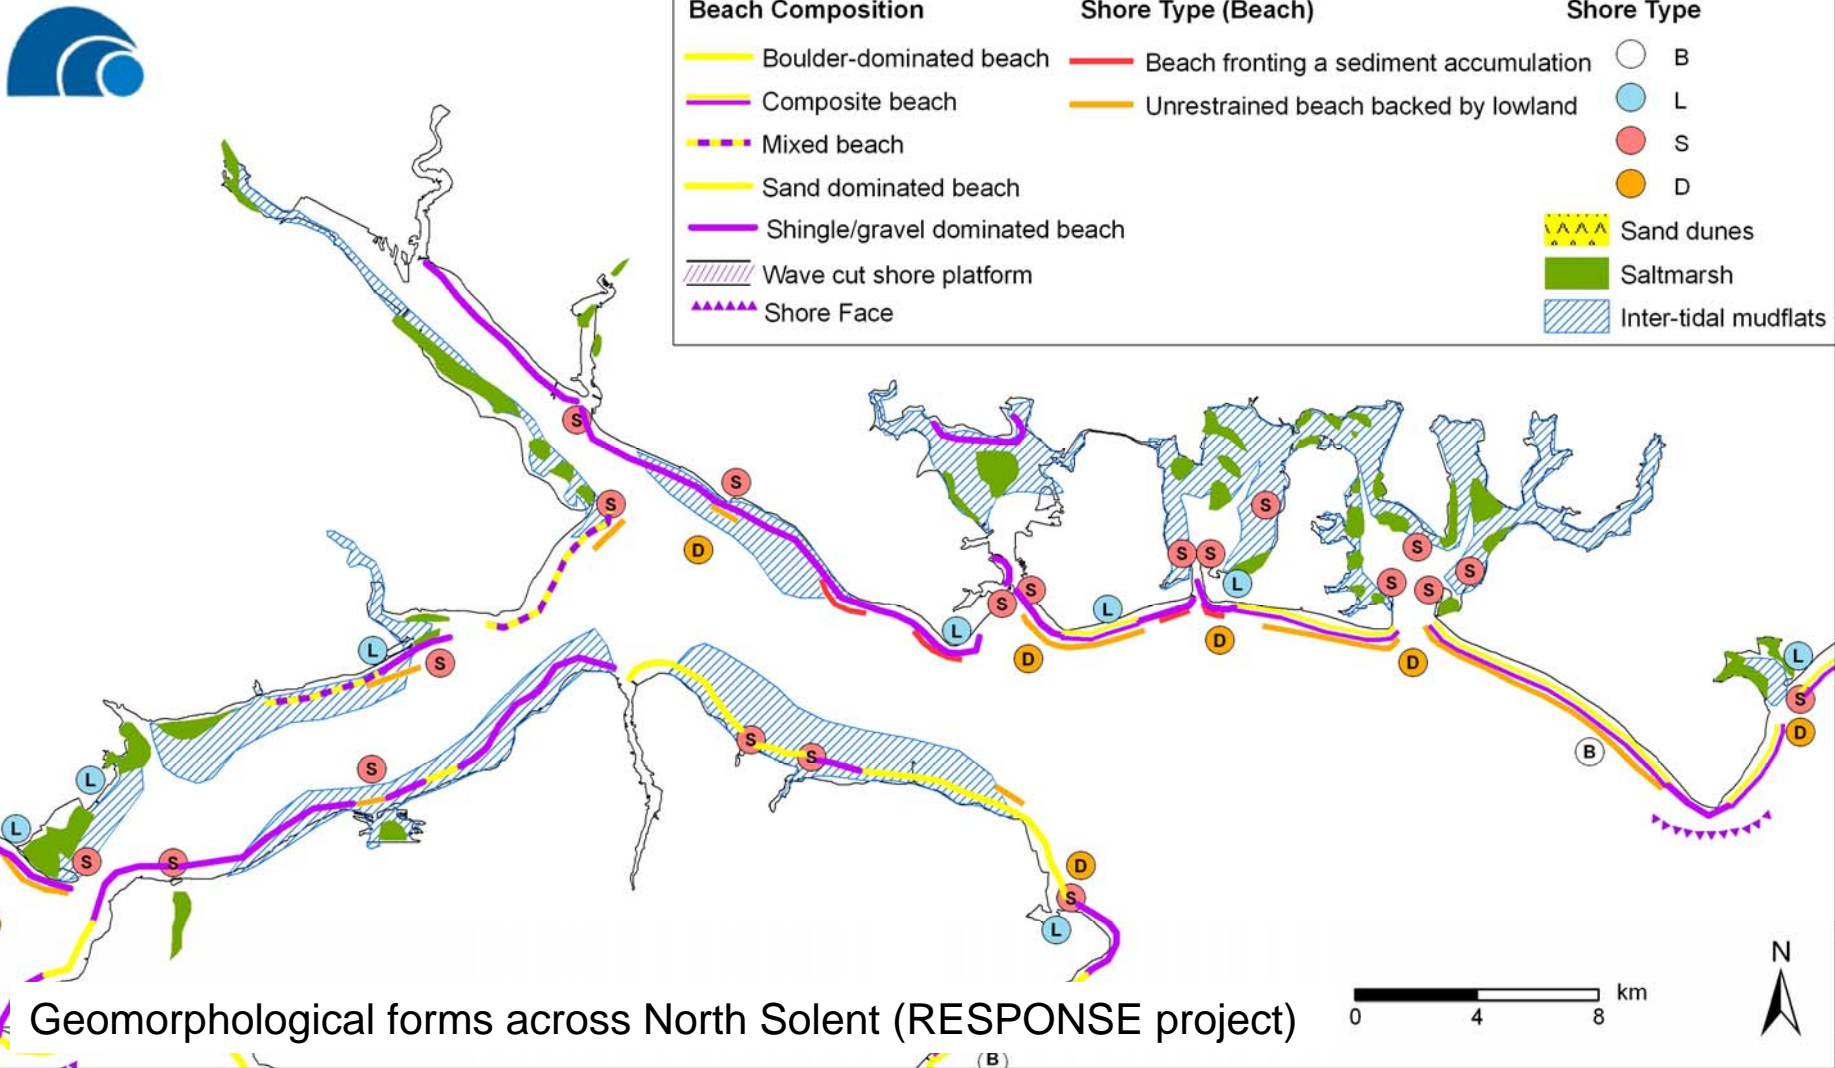 Beach Composition
Boulder-dominated beach
Composite beach
Mixed beach
Sand dominated beach
Shingle/gravel dominated beach
Wave cut shore platform
Shore Face
Shore Type (Beach)
Beach fronting a sediment accumulation
Unrestrained beach backed by lowland
Shore Type
B
L
S
D
Sand dunes
Saltmarsh
Inter-tidal mudflats
S
S
S
S
D
S
S
S
S
L
S
S
S
S
L
L
D
L
L
S
D
D
S
D
S
B
S
S
L
L
S
S
D
S
L
N
km
0 4 8
Geomorphological forms across North Solent (RESPONSE project)
B